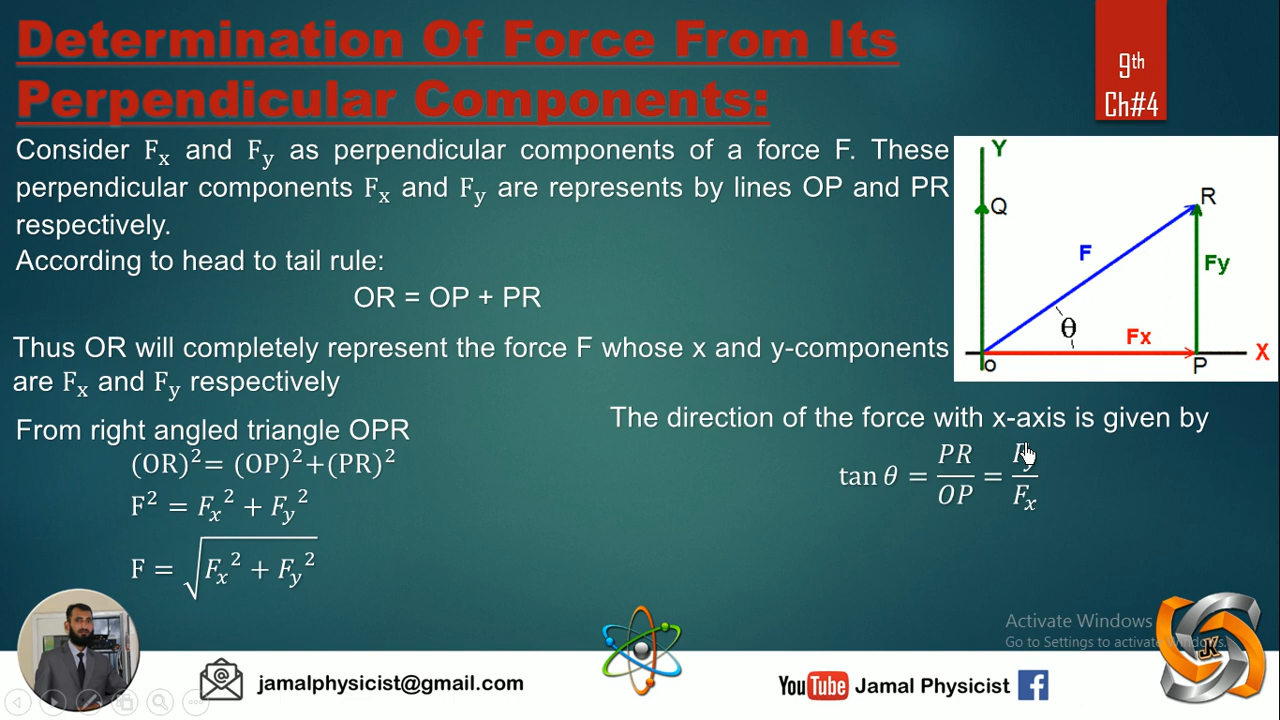 Determination Of Force From Its
Perpendicular Components:
9th
Ch#4
Consider Fx and Fy as perpendicular components of a force F. These
perpendicular components Fx and Fy are represents by lines OP and PR
respectively.
According to head to tail rule:
OR = OP + PR
Thus OR will completely represent the force F whose x and y-components
are Fx and Fy respectively
From right angled triangle OPR
(OR)²= (OP)²+(PR)²
F² = Fx² + Fy²
F = √(Fx² + Fy²)
Y
Q
R
F
Fy
θ
Fx
X
o
P
The direction of the force with x-axis is given by
tan θ = PR/OP = Fy/Fx
Activate Windows
Go to Settings to activate Windows.
JK
jamalphysicist@gmail.com
YouTube Jamal Physicist f